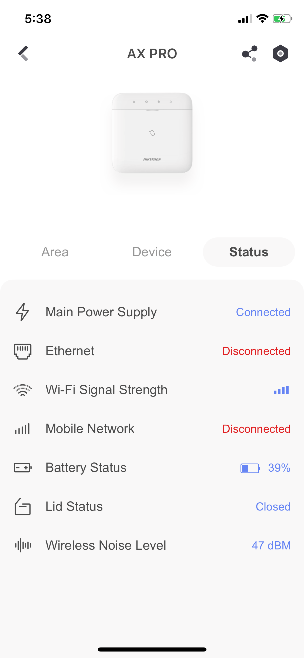 5:38
AX PRO
Area Device Status
Main Power Supply Connected
Ethernet Disconnected
Wi-Fi Signal Strength
Mobile Network Disconnected
Battery Status 39%
Lid Status Closed
Wireless Noise Level 47 dBM